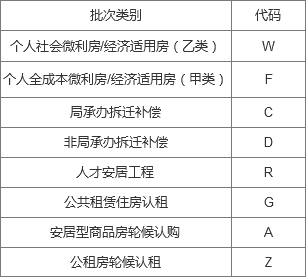 批次类别 代码
个人社会微利房/经济适用房（乙类） W
个人全成本微利房/经济适用房（甲类） F
局承办拆迁补偿 C
非局承办拆迁补偿 D
人才安居工程 R
公共租赁住房认租 G
安居型商品房轮候认购 A
公租房轮候认租 Z